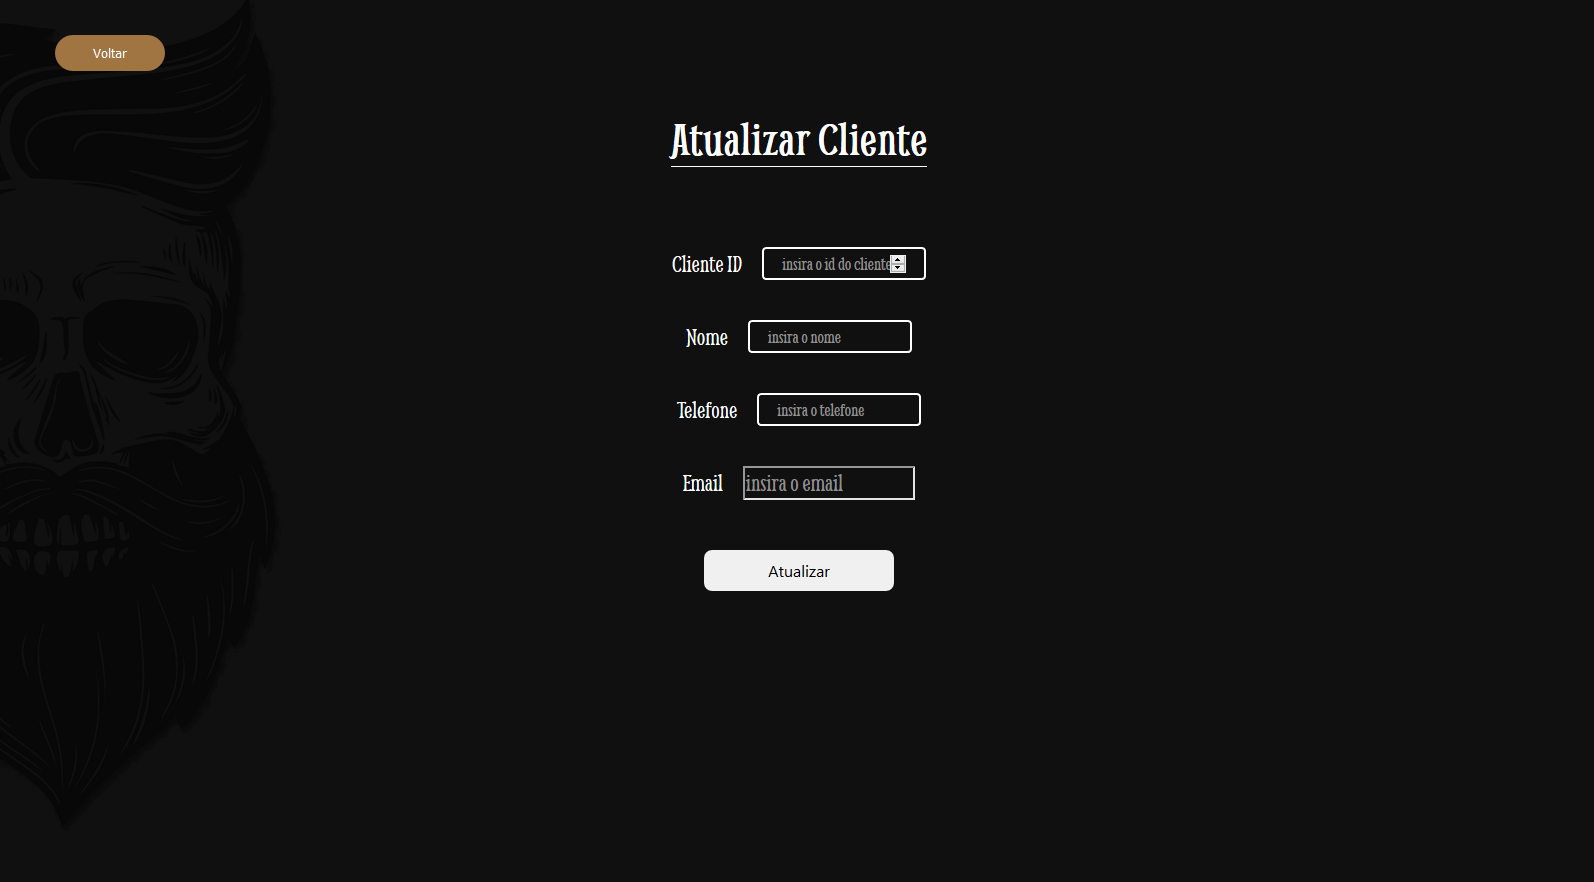 Voltar
Atualizar Cliente
Cliente ID insira o id do cliente
Nome insira o nome
Telefone insira o telefone
Email insira o email
Atualizar